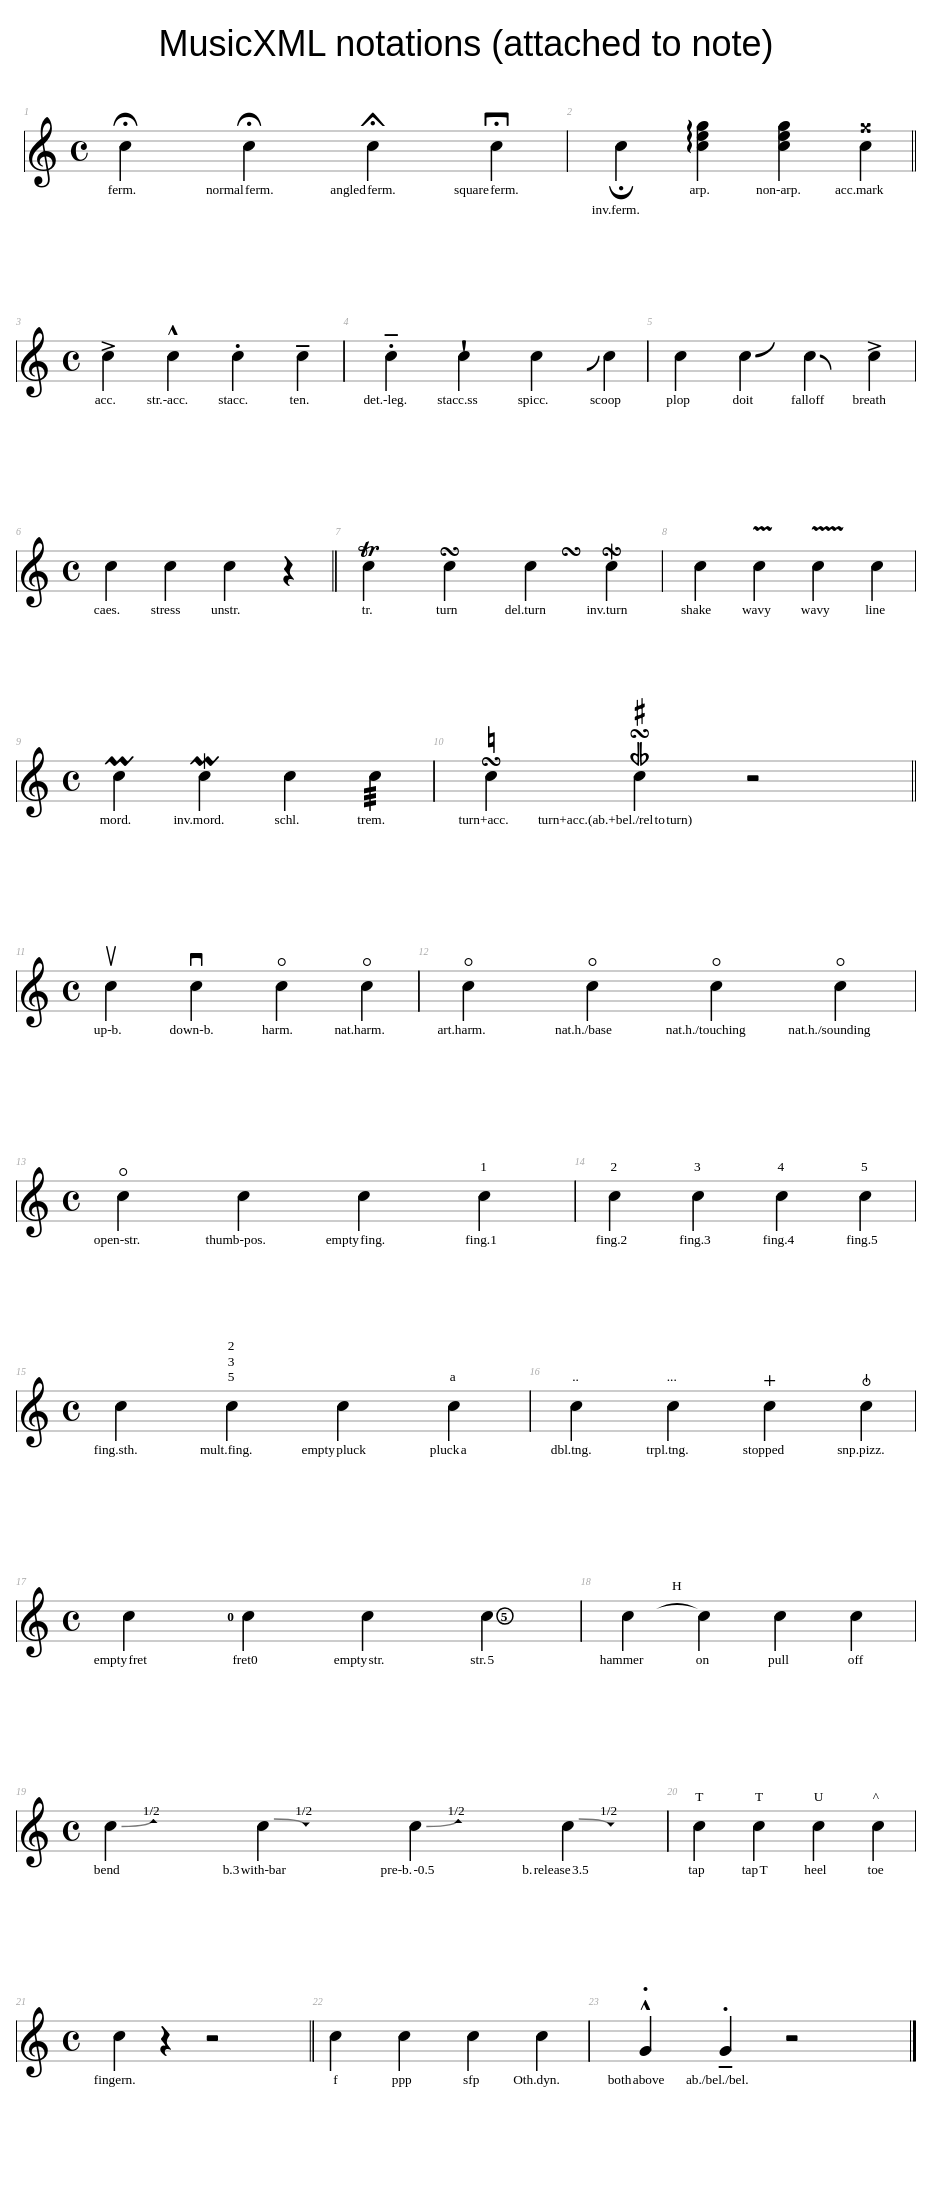 MusicXML notations (attached to note)
1 2
ferm. normal ferm. angled ferm. square ferm. arp. non-arp. acc.mark
inv.ferm.
3 4 5
acc. str.-acc. stacc. ten. det.-leg. stacc.ss spicc. scoop plop doit falloff breath
6 7 8
tr
caes. stress unstr. tr. turn del.turn inv.turn shake wavy wavy line
9 10
mord. inv.mord. schl. trem. turn+acc. turn+acc.(ab.+bel./rel to turn)
11 12
up-b. down-b. harm. nat.harm. art.harm. nat.h./base nat.h./touching nat.h./sounding
13 14
1 2 3 4 5
open-str. thumb-pos. empty fing. fing.1 fing.2 fing.3 fing.4 fing.5
2
3
15 16
5 a .. ...
fing.sth. mult.fing. empty pluck pluck a dbl.tng. trpl.tng. stopped snp.pizz.
17 18
H
0 5
empty fret fret0 empty str. str. 5 hammer on pull off
19 20
T T U ^
1/2 1/2 1/2 1/2
bend b.3 with-bar pre-b. -0.5 b. release 3.5 tap tap T heel toe
21 22 23
fingern. f ppp sfp Oth.dyn. both above ab./bel./bel.